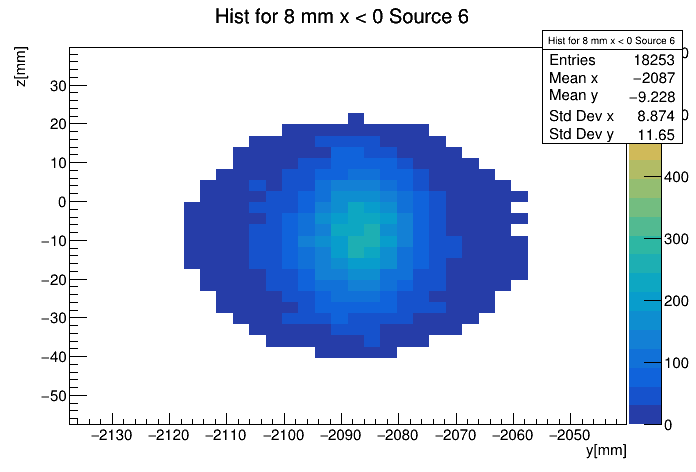 Hist for 8 mm x < 0 Source 6
z[mm]
Hist for 8 mm x < 0 Source 6
Entries 18253
Mean x −2087
Mean y −9.228
Std Dev x 8.874
Std Dev y 11.65
30
20
10
0
−10
−20
−30
−40
−50
400
300
200
100
0
−2130 −2120 −2110 −2100 −2090 −2080 −2070 −2060 −2050
y[mm]